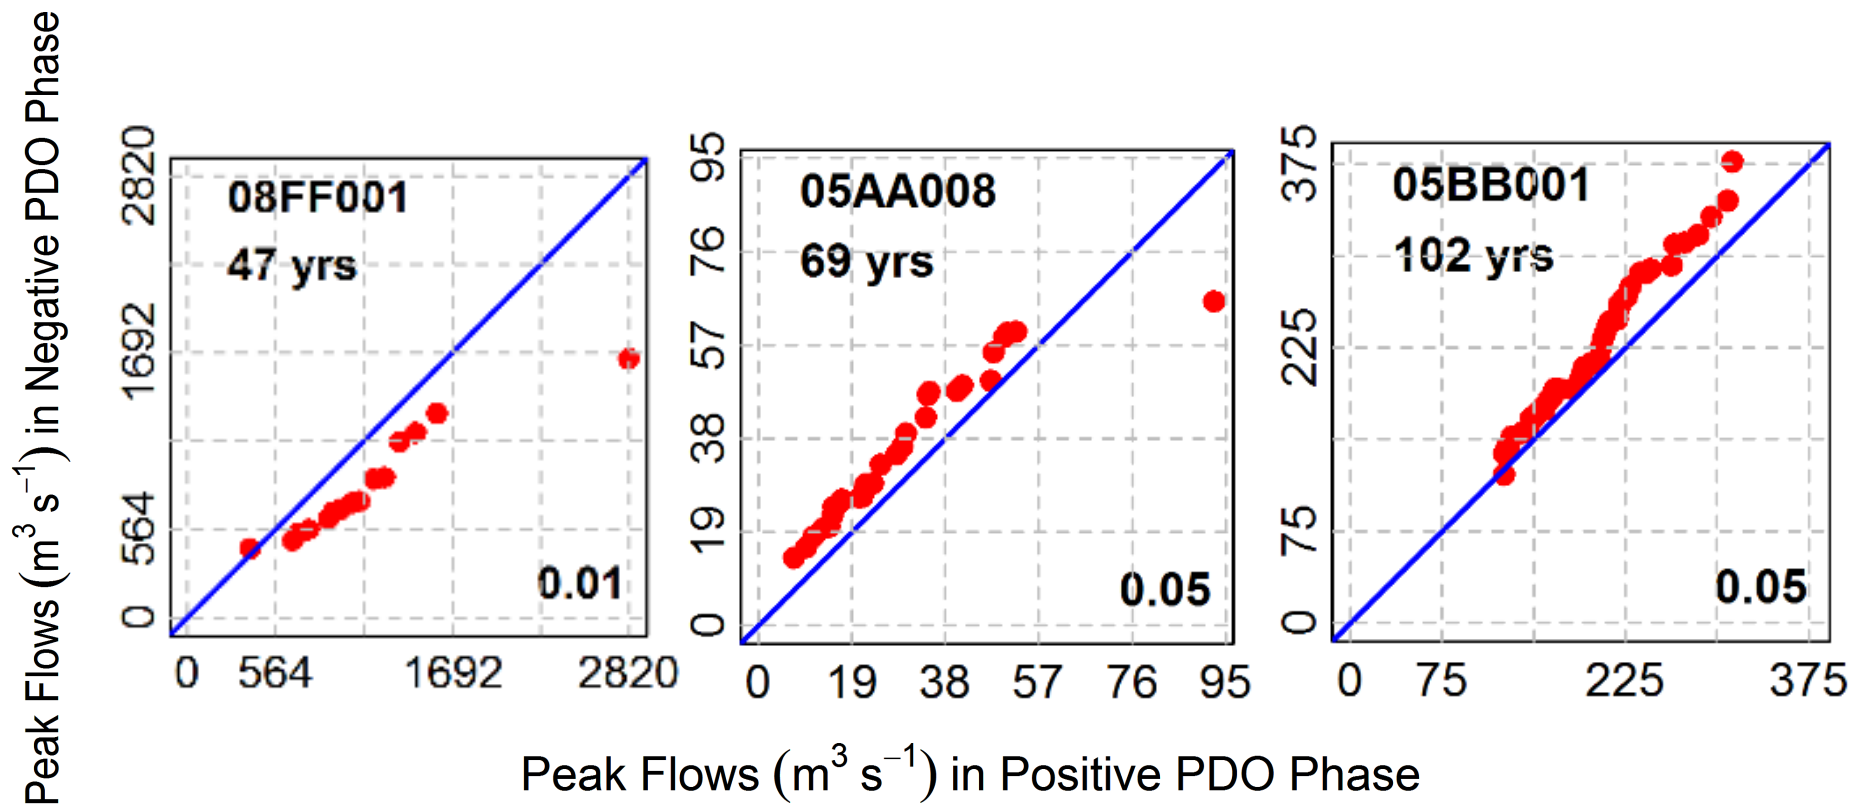 Peak Flows (m³ s⁻¹) in Negative PDO Phase
2820
1692
564
0
08FF001
47 yrs
0.01
0 564 1692 2820
95
76
57
38
19
0
05AA008
69 yrs
0.05
0 19 38 57 76 95
375
225
75
0
05BB001
102 yrs
0.05
0 75 225 375
Peak Flows (m³ s⁻¹) in Positive PDO Phase